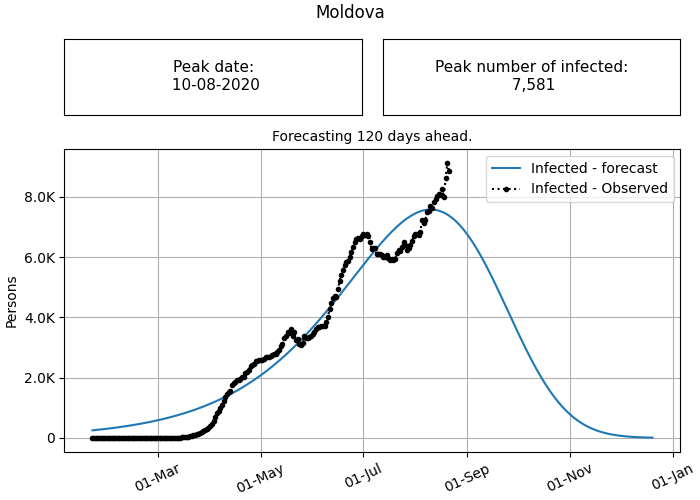 Moldova
Peak date:
10-08-2020
Peak number of infected:
7,581
Forecasting 120 days ahead.
Infected - forecast
Infected - Observed
8.0K
6.0K
4.0K
2.0K
0
Persons
01-Mar
01-May
01-Jul
01-Sep
01-Nov
01-Jan